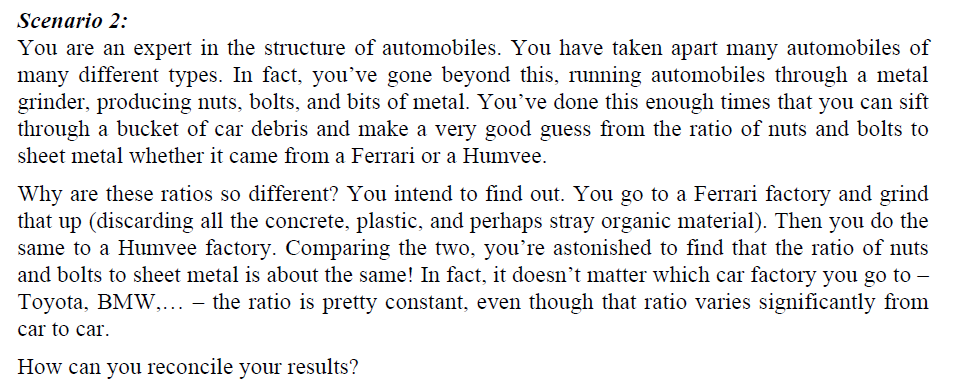 Scenario 2:
You are an expert in the structure of automobiles. You have taken apart many automobiles of
many different types. In fact, you've gone beyond this, running automobiles through a metal
grinder, producing nuts, bolts, and bits of metal. You've done this enough times that you can sift
through a bucket of car debris and make a very good guess from the ratio of nuts and bolts to
sheet metal whether it came from a Ferrari or a Humvee.
Why are these ratios so different? You intend to find out. You go to a Ferrari factory and grind
that up (discarding all the concrete, plastic, and perhaps stray organic material). Then you do the
same to a Humvee factory. Comparing the two, you're astonished to find that the ratio of nuts
and bolts to sheet metal is about the same! In fact, it doesn't matter which car factory you go to –
Toyota, BMW,… – the ratio is pretty constant, even though that ratio varies significantly from
car to car.
How can you reconcile your results?